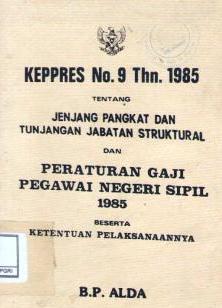 KEPPRES No. 9 Thn. 1985
TENTANG
JENJANG PANGKAT DAN
TUNJANGAN JABATAN STRUKTURAL
DAN
PERATURAN GAJI
PEGAWAI NEGERI SIPIL
1985
BESERTA
KETENTUAN PELAKSANAANNYA
PGRI
B.P. ALDA